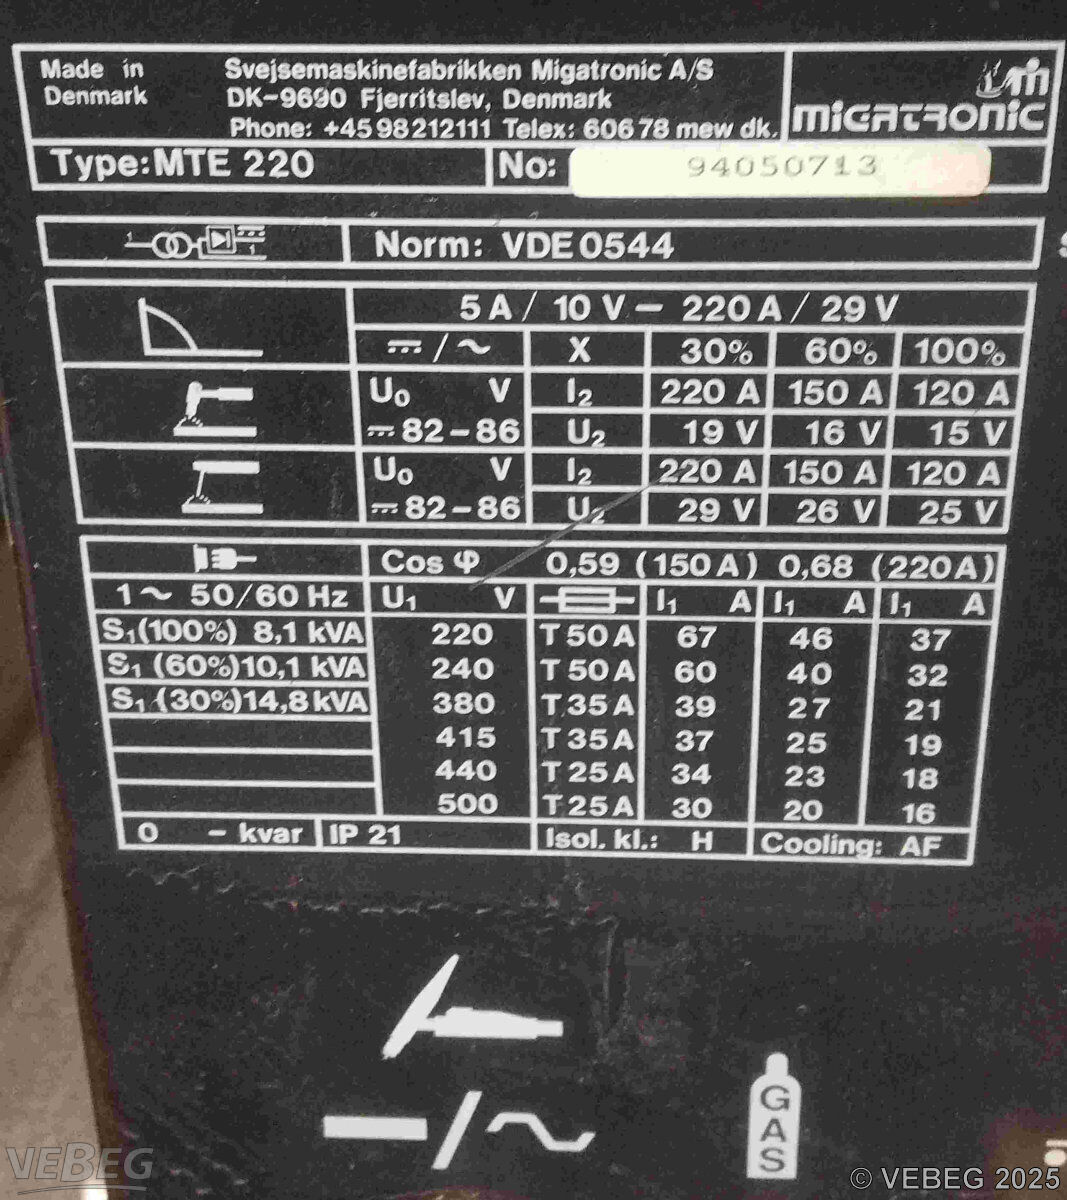 Made in
Denmark
Svejsemaskinefabrikken Migatronic A/S
DK-9690 Fjerritslev, Denmark
Phone: +45 98 212111 Telex: 606 78 mew dk.
MIGATRONIC
Type: MTE 220 No: 94050713
1 1
Norm: VDE 0544
5 A / 10 V — 220 A / 29 V
⎓ / ~ X 30% 60% 100%
U₀ V I₂ 220 A 150 A 120 A
⎓ 82 – 86 U₂ 19 V 16 V 15 V
U₀ V I₂ 220 A 150 A 120 A
⎓ 82 – 86 U₂ 29 V 26 V 25 V
Cos φ 0,59 (150 A) 0,68 (220 A)
1 ~ 50/60 Hz U₁ V I₁ A I₁ A I₁ A
S₁ (100%) 8,1 kVA 220 T 50 A 67 46 37
S₁ (60%) 10,1 kVA 240 T 50 A 60 40 32
S₁ (30%) 14,8 kVA 380 T 35 A 39 27 21
415 T 35 A 37 25 19
440 T 25 A 34 23 18
500 T 25 A 30 20 16
0 – kvar IP 21 Isol. kl.: H Cooling: AF
GAS
VEBEG
© VEBEG 2025